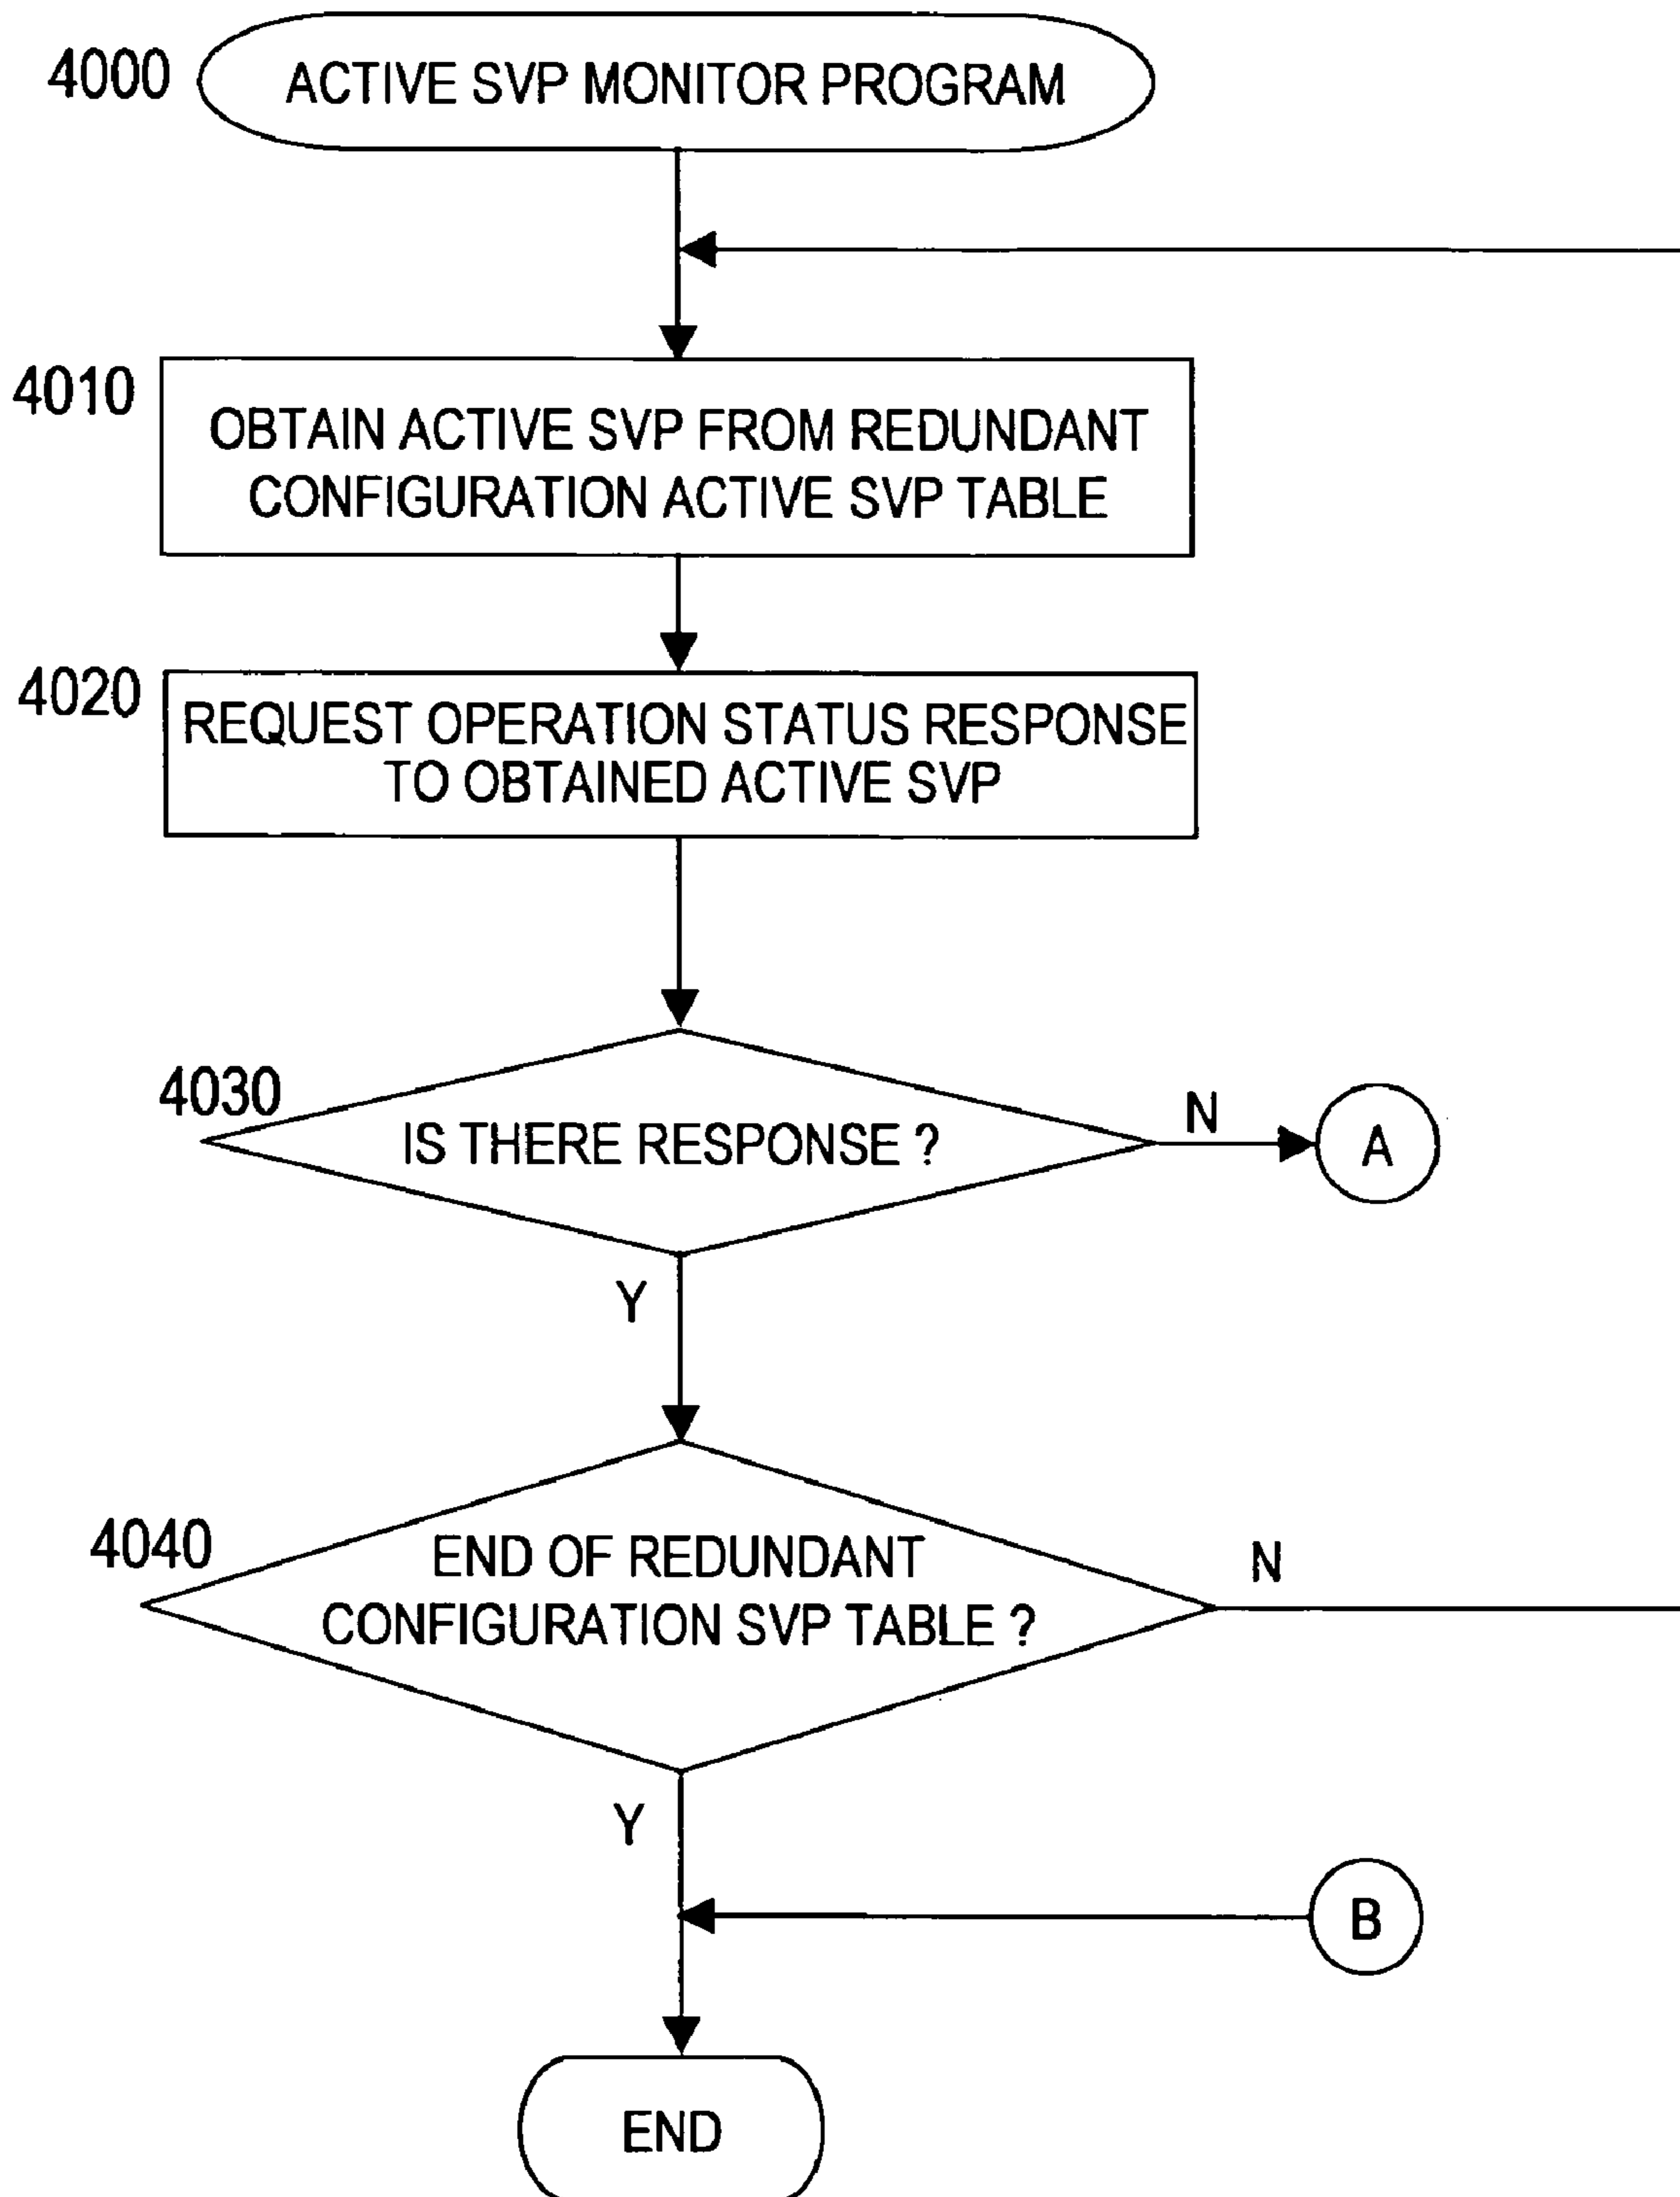 4000
ACTIVE SVP MONITOR PROGRAM
4010
OBTAIN ACTIVE SVP FROM REDUNDANT
CONFIGURATION ACTIVE SVP TABLE
4020
REQUEST OPERATION STATUS RESPONSE
TO OBTAINED ACTIVE SVP
4030
IS THERE RESPONSE ?
N
A
Y
4040
END OF REDUNDANT
CONFIGURATION SVP TABLE ?
N
Y
B
END